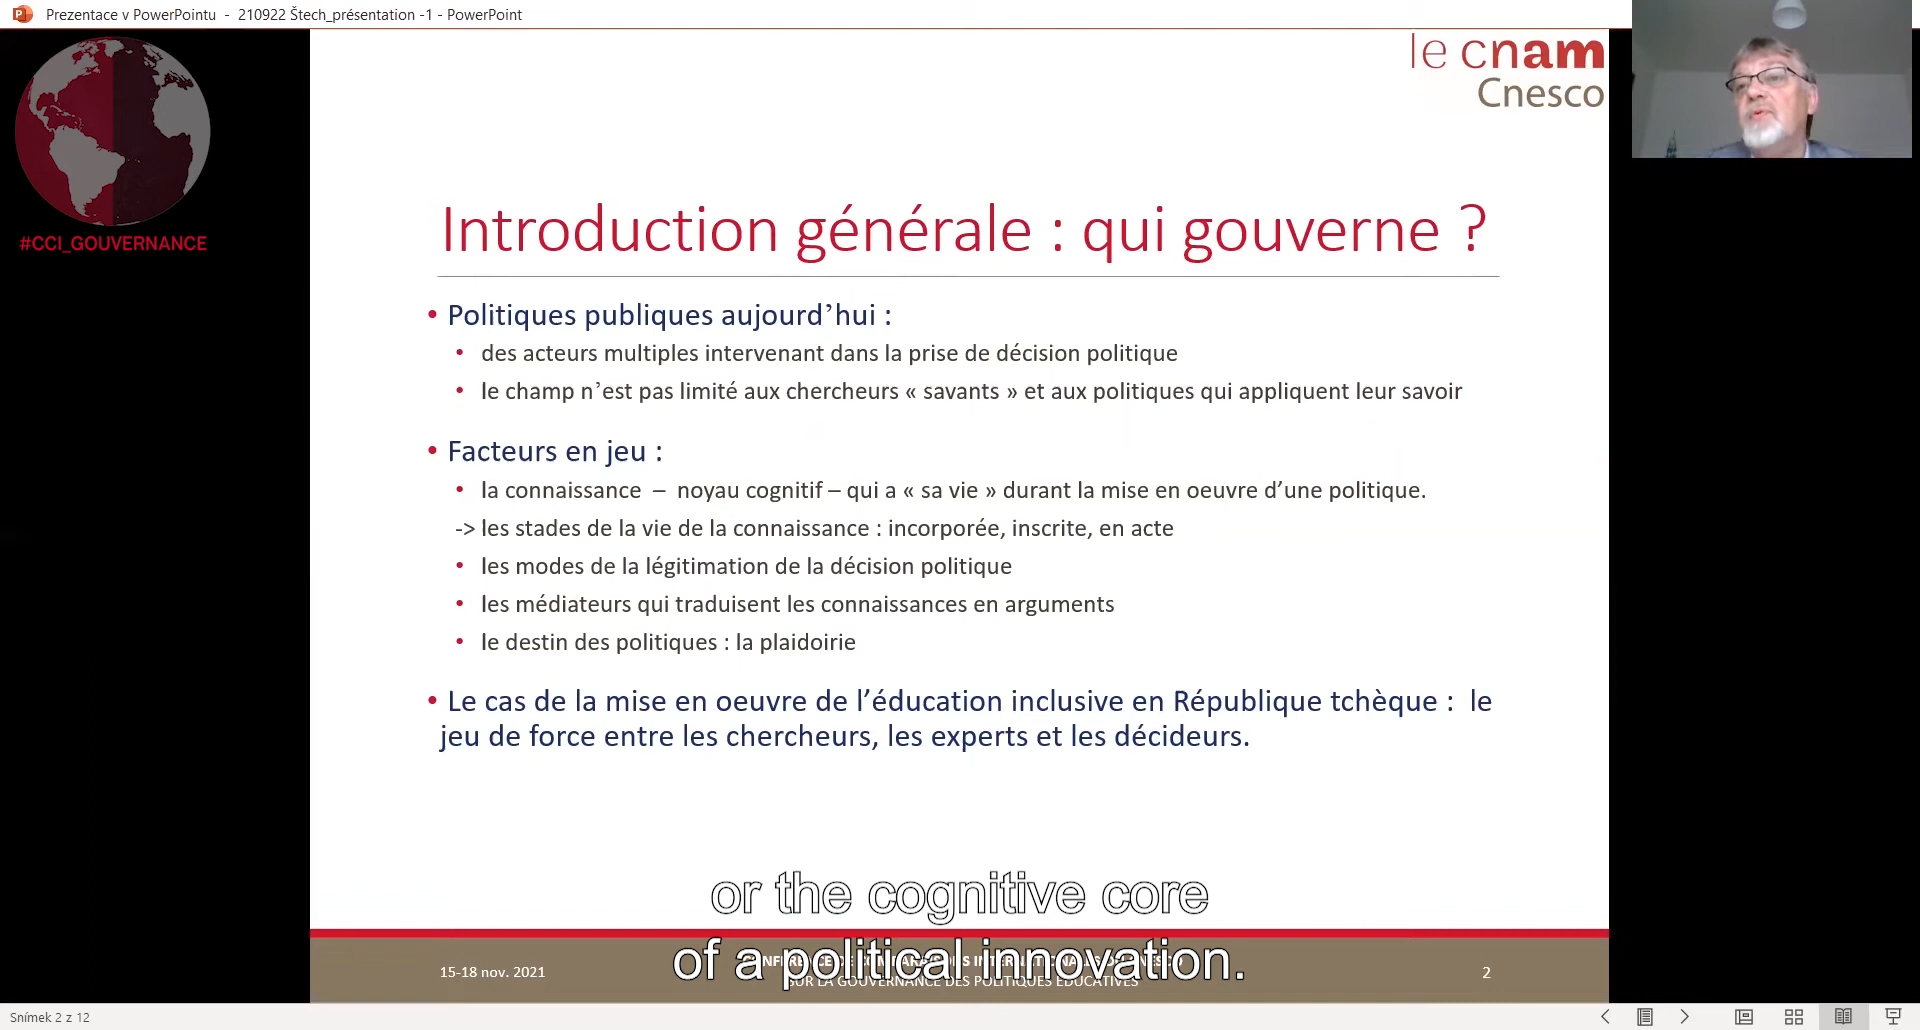 Prezentace v PowerPointu - 210922 Štech_présentation -1 - PowerPoint
le cnam
Cnesco
#CCI_GOUVERNANCE
Introduction générale : qui gouverne ?
• Politiques publiques aujourd’hui :
• des acteurs multiples intervenant dans la prise de décision politique
• le champ n’est pas limité aux chercheurs « savants » et aux politiques qui appliquent leur savoir
• Facteurs en jeu :
• la connaissance – noyau cognitif – qui a « sa vie » durant la mise en oeuvre d’une politique.
-> les stades de la vie de la connaissance : incorporée, inscrite, en acte
• les modes de la légitimation de la décision politique
• les médiateurs qui traduisent les connaissances en arguments
• le destin des politiques : la plaidoirie
• Le cas de la mise en oeuvre de l’éducation inclusive en République tchèque : le
jeu de force entre les chercheurs, les experts et les décideurs.
or the cognitive core
of a political innovation.
15-18 nov. 2021
SUR LA GOUVERNANCE DES POLITIQUES EDUCATIVES
2
Snímek 2 z 12